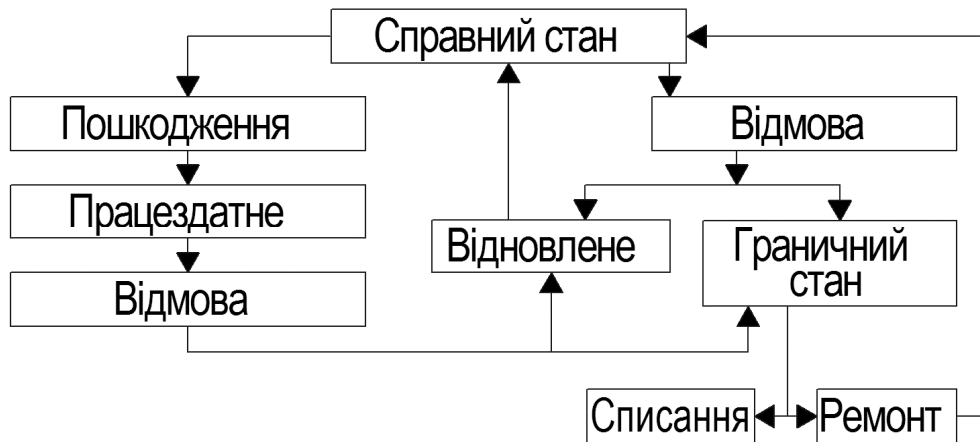 Справний стан
Пошкодження
Відмова
Працездатне
Відновлене
Граничний
стан
Відмова
Списання
Ремонт